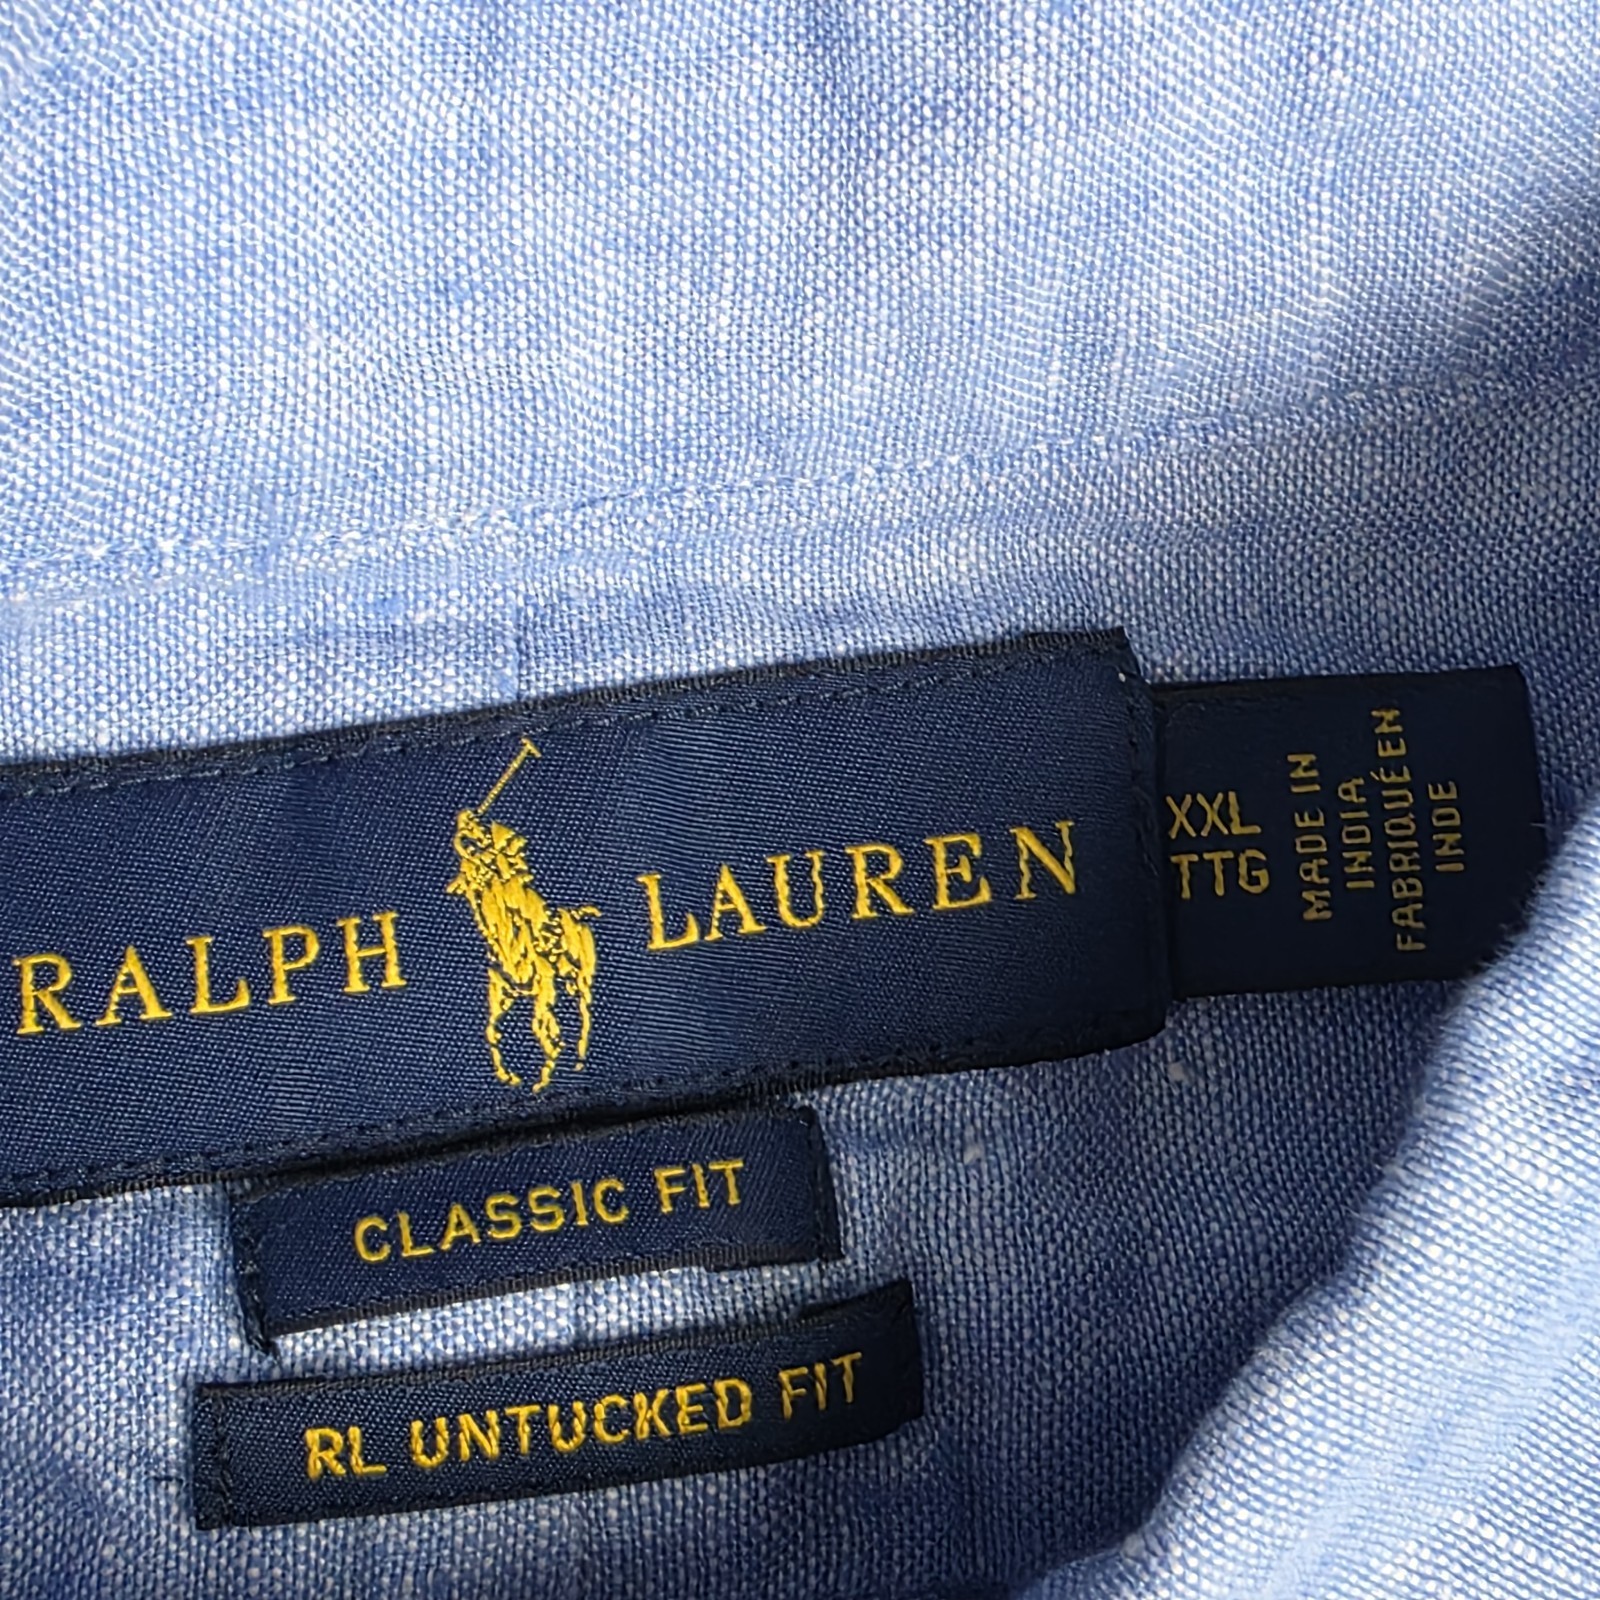 RALPH LAUREN
XXL
TTG
MADE IN
INDIA
FABRIQUÉ EN
INDE
CLASSIC FIT
RL UNTUCKED FIT